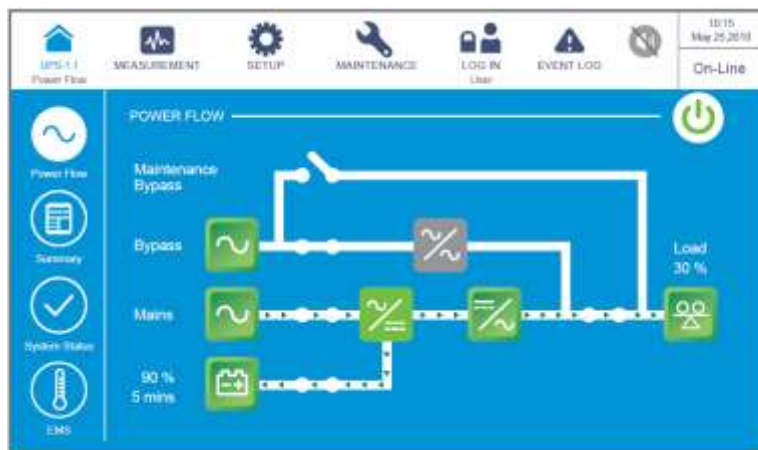 UPS-1.1
Power Flow
MEASUREMENT
SETUP
MAINTENANCE
LOG IN
User
EVENT LOG
10:15
May 25,2018
On-Line
Power Flow
Summary
System Status
EMS
POWER FLOW
Maintenance
Bypass
Bypass
Load
30 %
Mains
90 %
5 mins